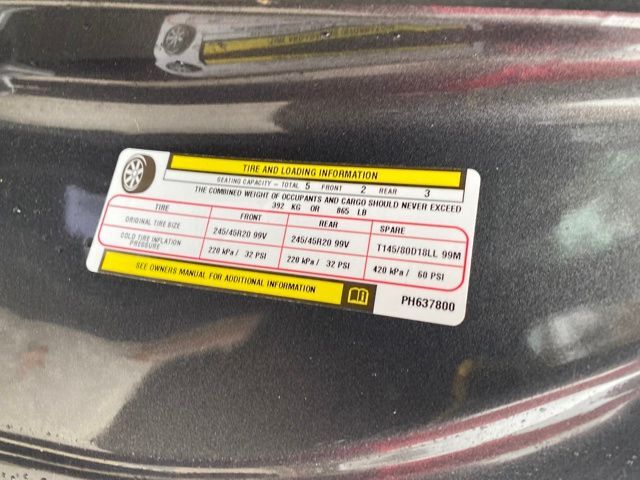 TIRE AND LOADING INFORMATION
SEATING CAPACITY – TOTAL 5 FRONT 2 REAR 3
THE COMBINED WEIGHT OF OCCUPANTS AND CARGO SHOULD NEVER EXCEED
392 KG OR 865 LB
TIRE FRONT REAR SPARE
ORIGINAL TIRE SIZE 245/45R20 99V 245/45R20 99V T145/80D18LL 99M
COLD TIRE INFLATION PRESSURE 220 kPa / 32 PSI 220 kPa / 32 PSI 420 kPa / 60 PSI
SEE OWNERS MANUAL FOR ADDITIONAL INFORMATION
PH637800